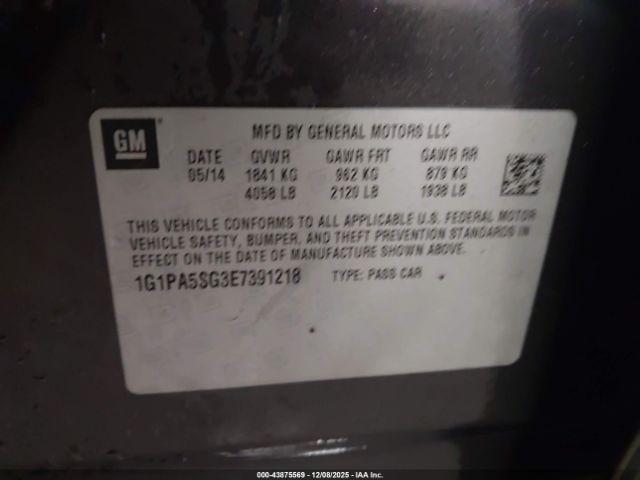 GM
MFD BY GENERAL MOTORS LLC
DATE GVWR GAWR FRT GAWR RR
05/14 1841 KG 962 KG 879 KG
4058 LB 2120 LB 1938 LB
THIS VEHICLE CONFORMS TO ALL APPLICABLE U.S. FEDERAL MOTOR
VEHICLE SAFETY, BUMPER, AND THEFT PREVENTION STANDARDS IN
EFFECT ON THE DATE OF MANUFACTURE SHOWN ABOVE.
1G1PA5SG3E7391218 TYPE: PASS CAR
000-43875569 - 12/08/2025 - IAA Inc.